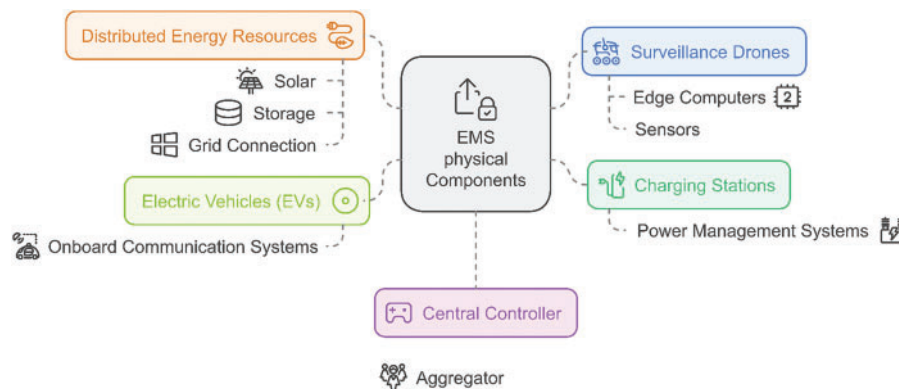 Distributed Energy Resources
Solar
Storage
Grid Connection
Electric Vehicles (EVs)
Onboard Communication Systems
EMS
physical
Components
Surveillance Drones
Edge Computers 2
Sensors
Charging Stations
Power Management Systems
Central Controller
Aggregator